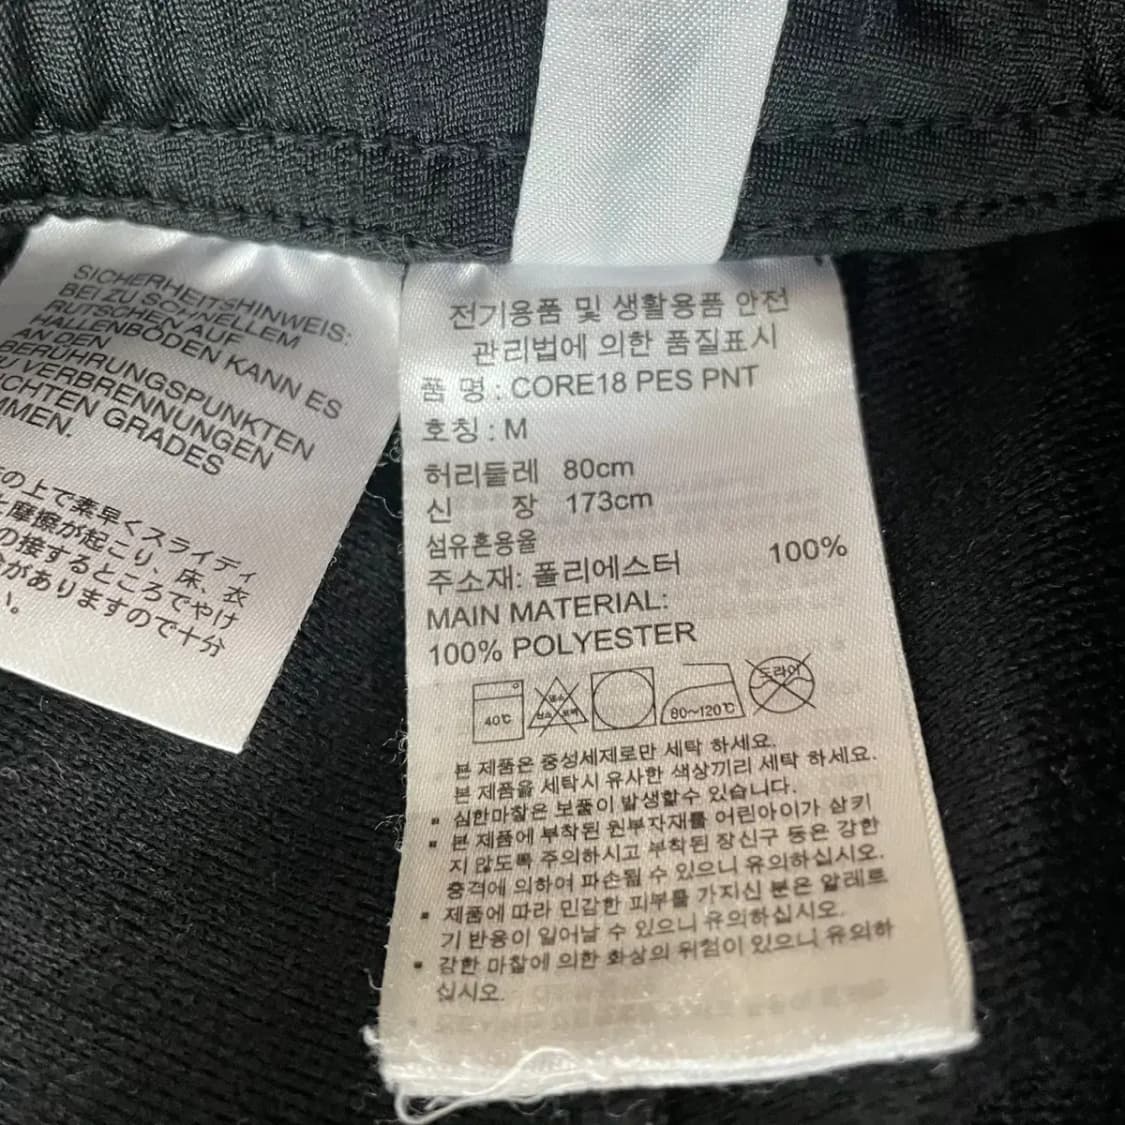 SICHERHEITSHINWEIS:
BEI ZU SCHNELLEM
RUTSCHEN AUF
HALLENBÖDEN KANN ES
AN DEN
BERÜHRUNGSPUNKTEN
ZU VERBRENNUNGEN
GRADES
の上で素早くスライディ
摩擦が起こり、床、衣
の接するところでやけ
がありますので十分
い。
전기용품 및 생활용품 안전
관리법에 의한 품질표시
품 명 : CORE18 PES PNT
호칭 : M
허리둘레 80cm
신 장 173cm
섬유혼용율
주소재: 폴리에스터 100%
MAIN MATERIAL:
100% POLYESTER
40℃
염소
산소 표백
80~120℃
드라이
본 제품은 중성세제로만 세탁 하세요.
본 제품을 세탁시 유사한 색상끼리 세탁 하세요.
▪ 심한마찰은 보풀이 발생할수 있습니다.
▪ 본 제품에 부착된 원부자재를 어린아이가 삼키
지 않도록 주의하시고 부착된 장신구 등은 강한
충격에 의하여 파손될 수 있으니 유의하십시오.
▪ 제품에 따라 민감한 피부를 가지신 분은 알레르
기 반응이 일어날 수 있으니 유의하십시오.
▪ 강한 마찰에 의한 화상의 위험이 있으니 유의하
십시오.